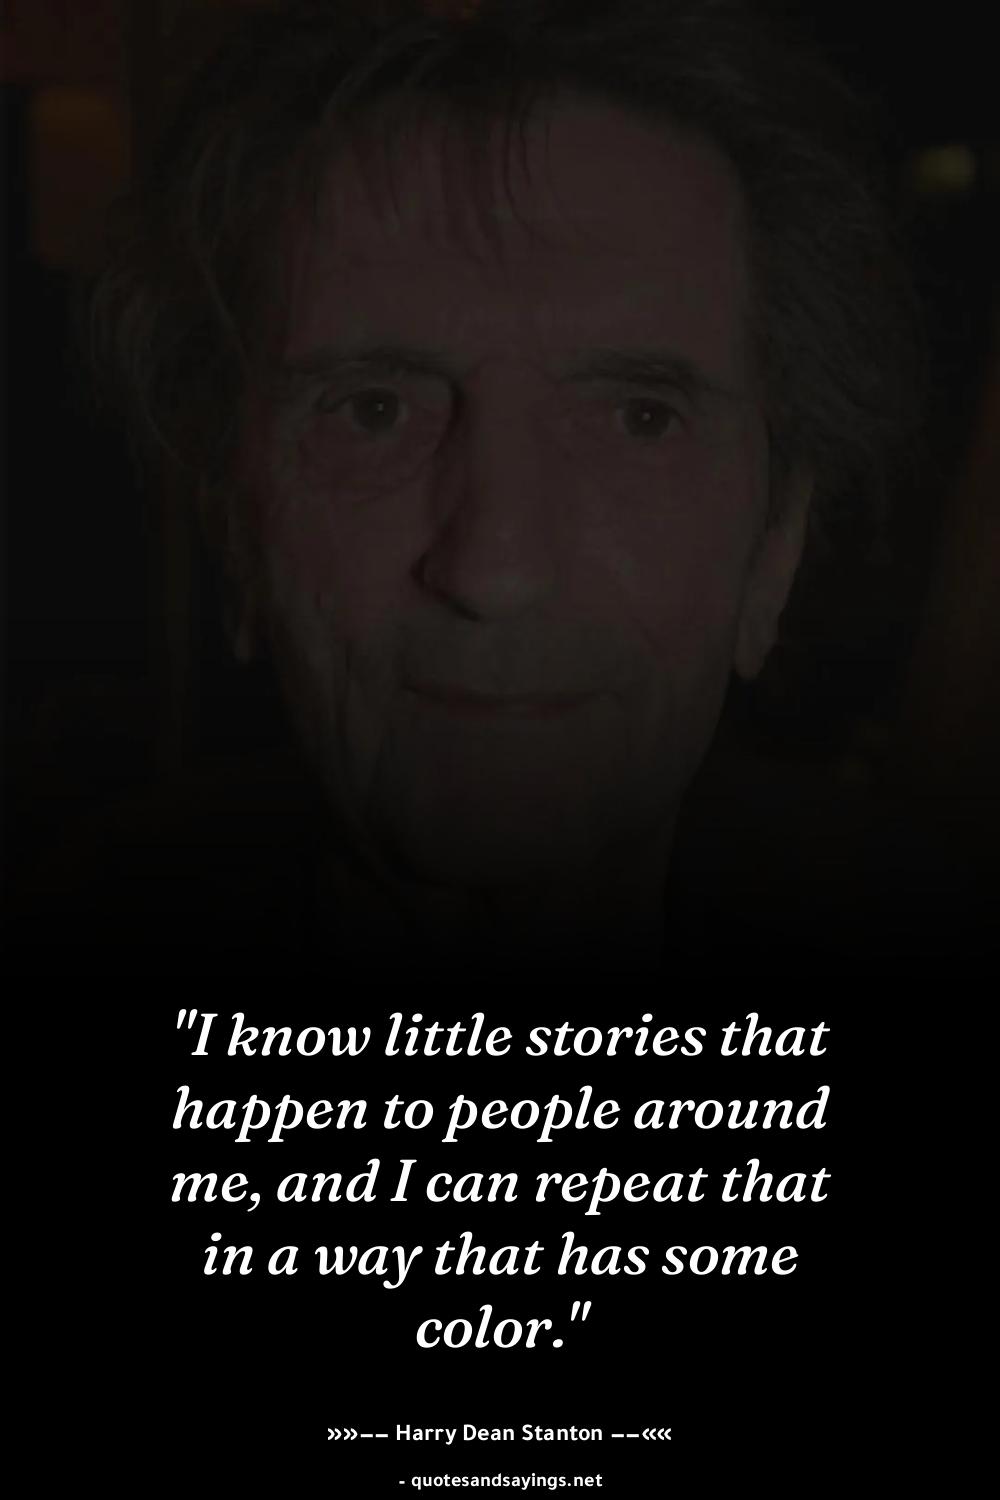 "I know little stories that
happen to people around
me, and I can repeat that
in a way that has some
color."
»»–– Harry Dean Stanton ––««
- quotesandsayings.net